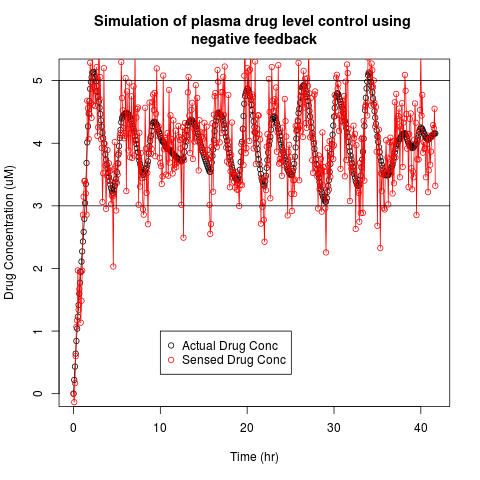 Simulation of plasma drug level control using
negative feedback
Drug Concentration (uM)
5
4
3
2
1
0
Actual Drug Conc
Sensed Drug Conc
0
10
20
30
40
Time (hr)